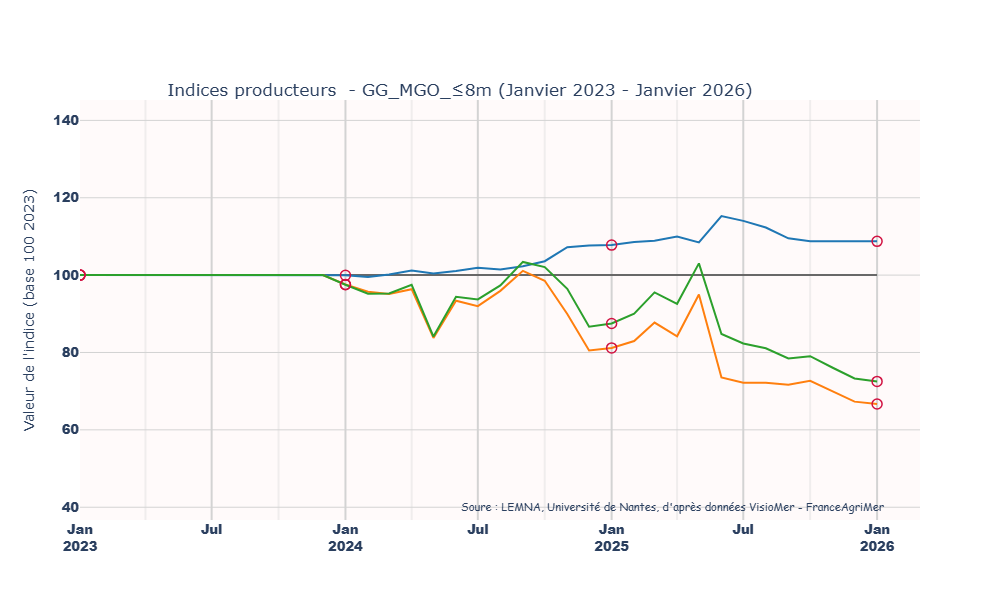 Indices producteurs - GG_MGO_≤8m (Janvier 2023 - Janvier 2026)
Valeur de l'indice (base 100 2023)
140
120
100
80
60
40
Soure : LEMNA, Université de Nantes, d'après données VisioMer - FranceAgriMer
Jan Jul Jan Jul Jan Jul Jan
2023 2024 2025 2026